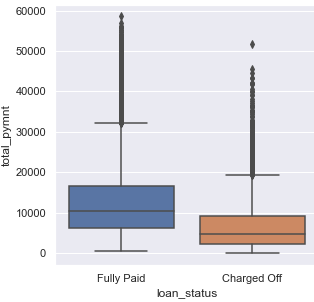 60000
50000
40000
30000
20000
10000
0
total_pymnt
Fully Paid
Charged Off
loan_status